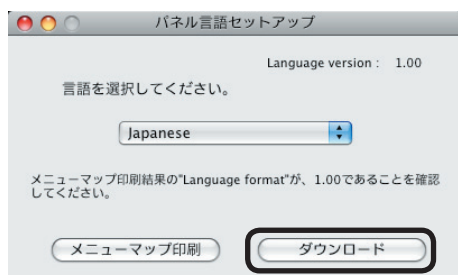 パネル言語セットアップ
Language version : 1.00
言語を選択してください。
Japanese
メニューマップ印刷結果の"Language format"が、1.00であることを確認
してください。
メニューマップ印刷
ダウンロード